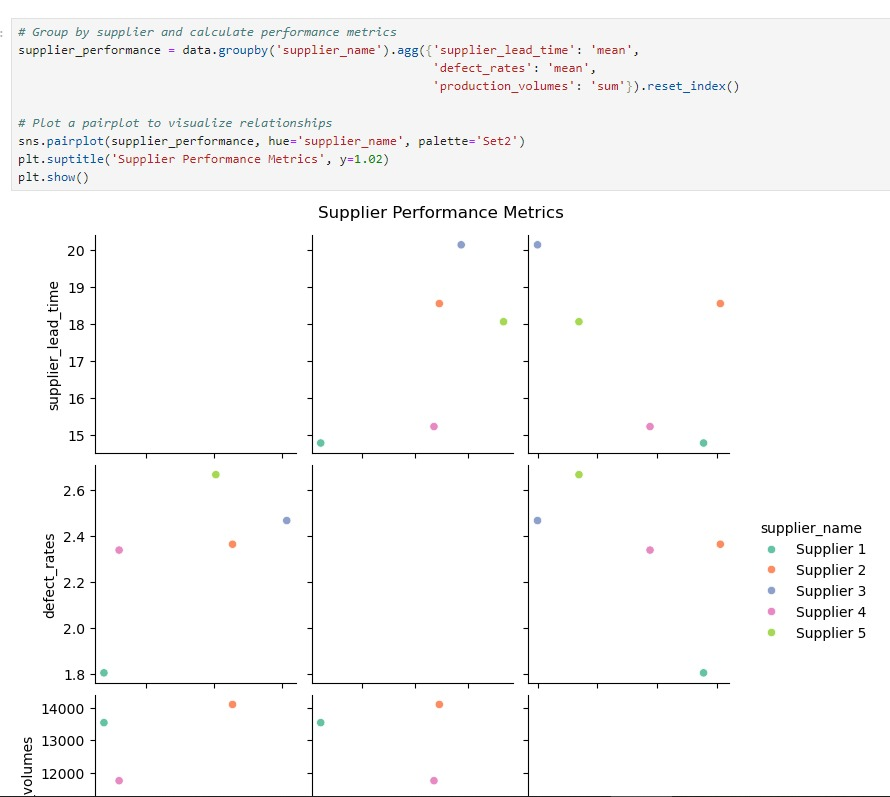 # Group by supplier and calculate performance metrics
supplier_performance = data.groupby('supplier_name').agg({'supplier_lead_time': 'mean',
'defect_rates': 'mean',
'production_volumes': 'sum'}).reset_index()
# Plot a pairplot to visualize relationships
sns.pairplot(supplier_performance, hue='supplier_name', palette='Set2')
plt.suptitle('Supplier Performance Metrics', y=1.02)
plt.show()
Supplier Performance Metrics
supplier_lead_time
20
19
18
17
16
15
defect_rates
2.6
2.4
2.2
2.0
1.8
_volumes
14000
13000
12000
supplier_name
Supplier 1
Supplier 2
Supplier 3
Supplier 4
Supplier 5